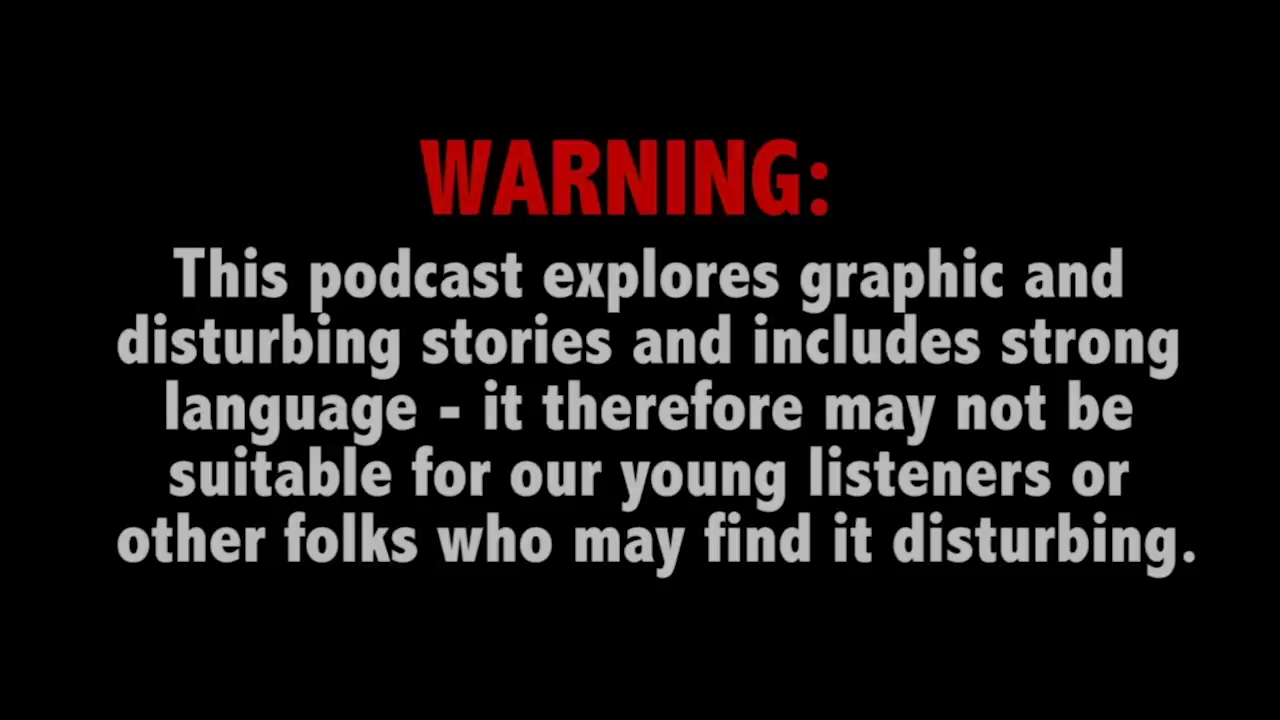 WARNING:
This podcast explores graphic and
disturbing stories and includes strong
language - it therefore may not be
suitable for our young listeners or
other folks who may find it disturbing.